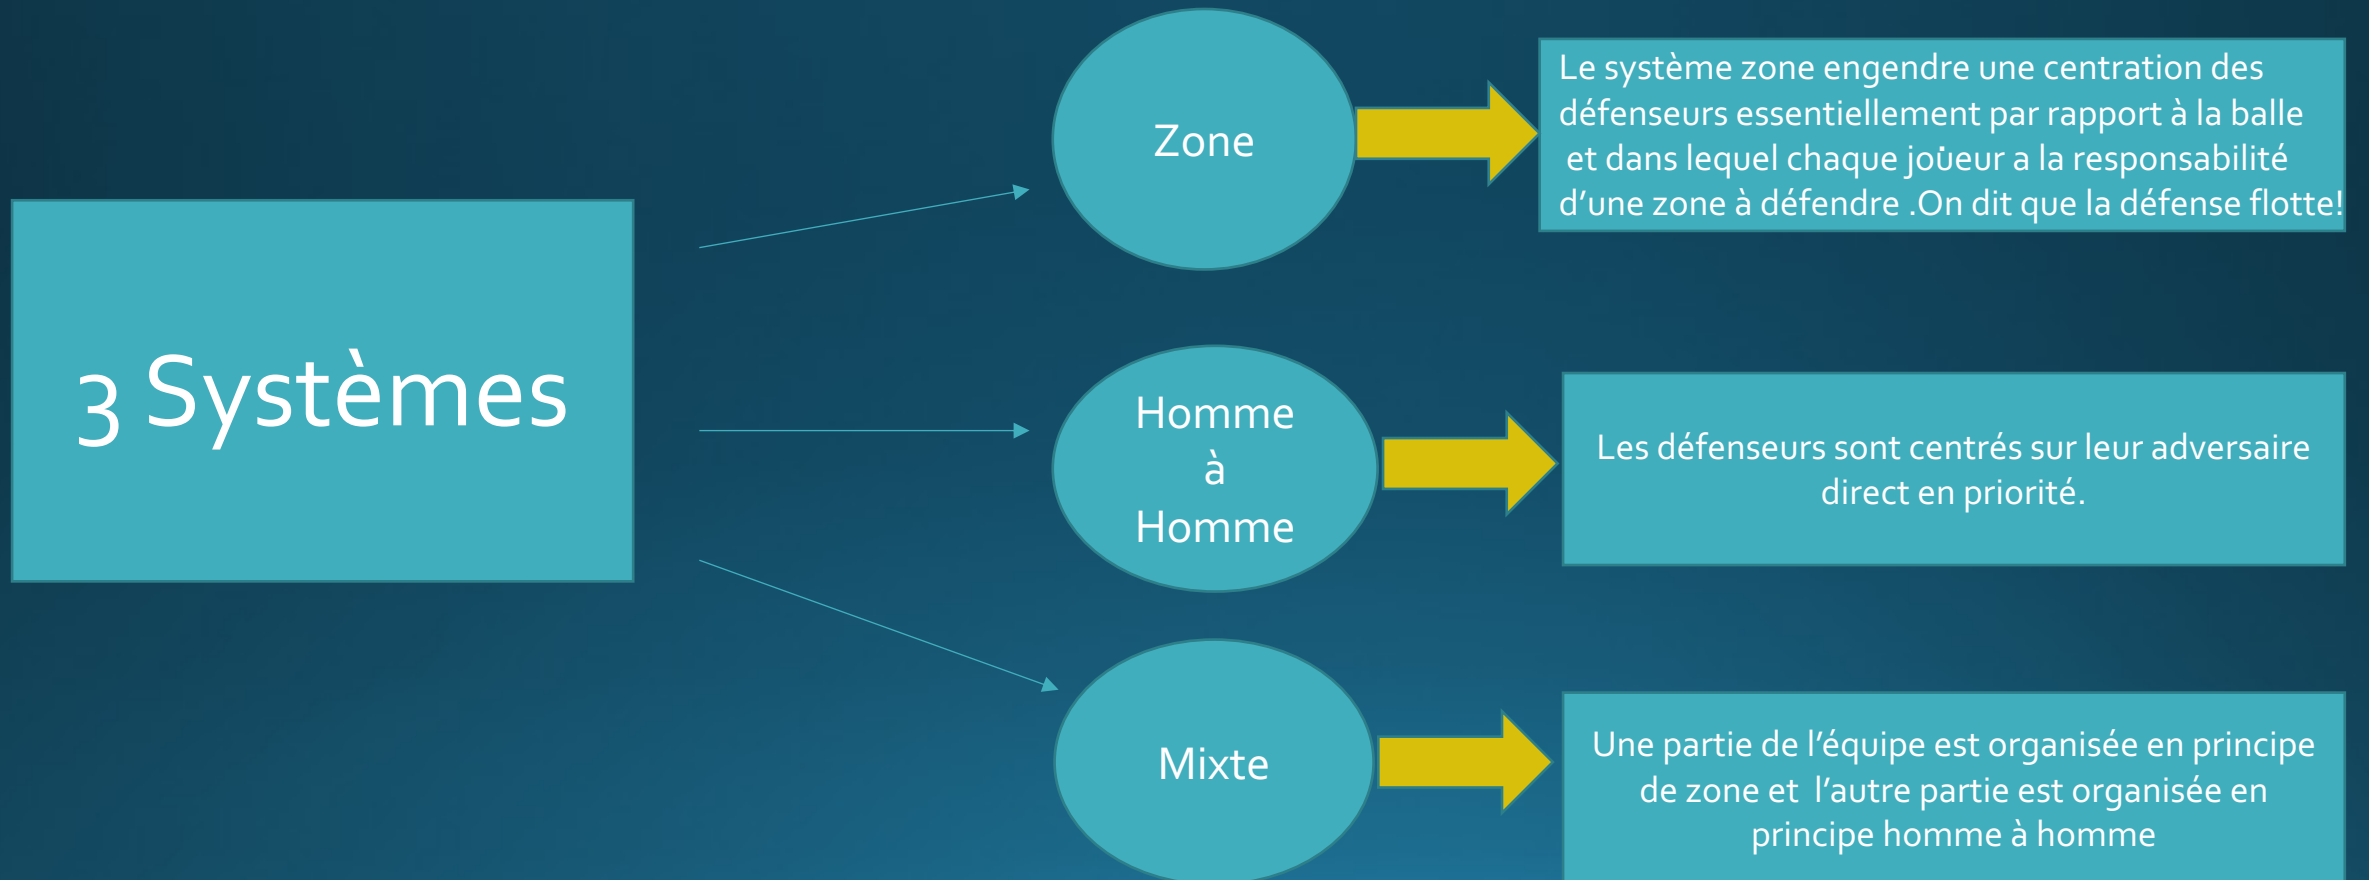 3 Systèmes
Zone
Le système zone engendre une centration des
défenseurs essentiellement par rapport à la balle
et dans lequel chaque joueur a la responsabilité
d’une zone à défendre .On dit que la défense flotte!
Homme
à
Homme
Les défenseurs sont centrés sur leur adversaire
direct en priorité.
Mixte
Une partie de l’équipe est organisée en principe
de zone et  l’autre partie est organisée en
principe homme à homme